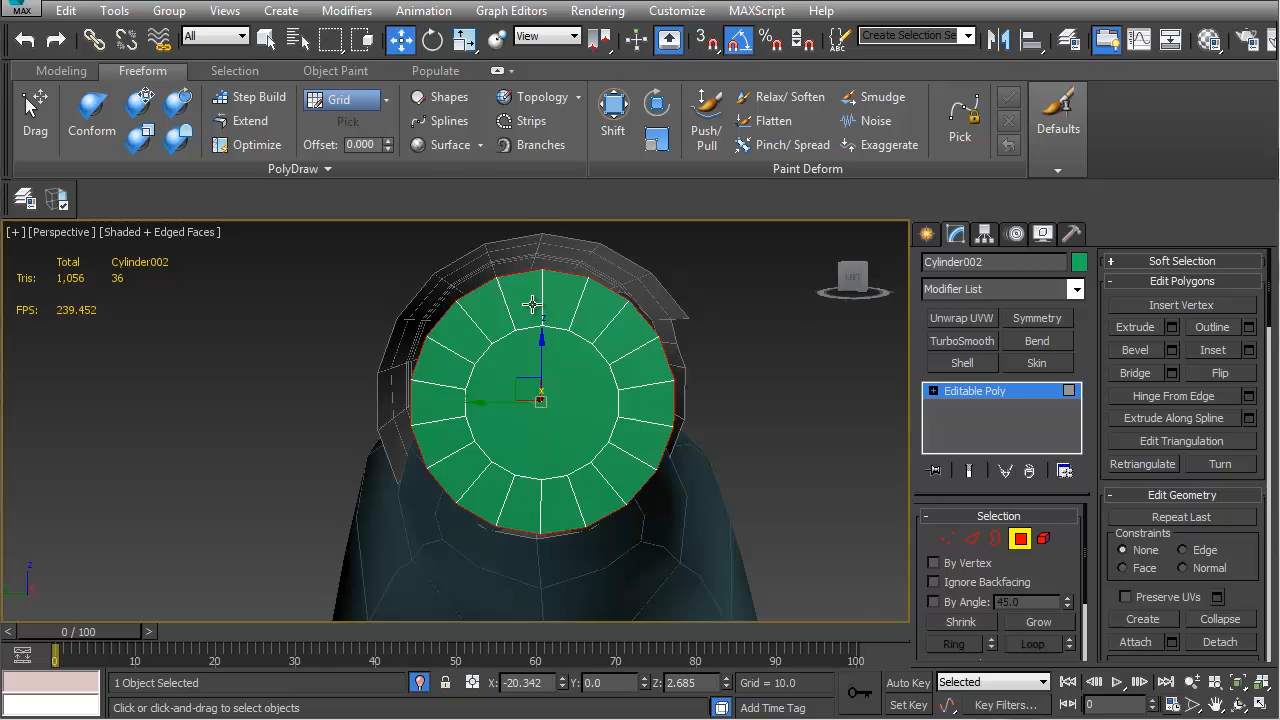 MAX Edit Tools Group Views Create Modifiers Animation Graph Editors Rendering Customize MAXScript Help
All View 3 % ABC Create Selection Se
Modeling Freeform Selection Object Paint Populate
Drag Conform Step Build Grid Shapes Topology Shift Push/ Relax/ Soften Smudge Pick Defaults
Extend Pick Splines Strips Pull Flatten Noise
Optimize Offset: 0.000 Surface Branches Pinch/ Spread Exaggerate
PolyDraw Paint Deform
[+] [Perspective ] [Shaded + Edged Faces ]
Total Cylinder002
Tris: 1,056 36
FPS: 239.452
LEFT
z
x
z
x
Cylinder002
Modifier List
Unwrap UVW Symmetry
TurboSmooth Bend
Shell Skin
Editable Poly
- Selection
By Vertex
Ignore Backfacing
By Angle: 45.0
Shrink Grow
Ring Loop
+ Soft Selection
- Edit Polygons
Insert Vertex
Extrude Outline
Bevel Inset
Bridge Flip
Hinge From Edge
Extrude Along Spline
Edit Triangulation
Retriangulate Turn
- Edit Geometry
Repeat Last
Constraints
None Edge
Face Normal
Preserve UVs
Create Collapse
Attach Detach
< 0 / 100 >
0 10 20 30 40 50 60 70 80 90 100
1 Object Selected X: -20.342 Y: 0.0 Z: 2.685 Grid = 10.0 Auto Key Selected
Click or click-and-drag to select objects Add Time Tag Set Key Key Filters... 0